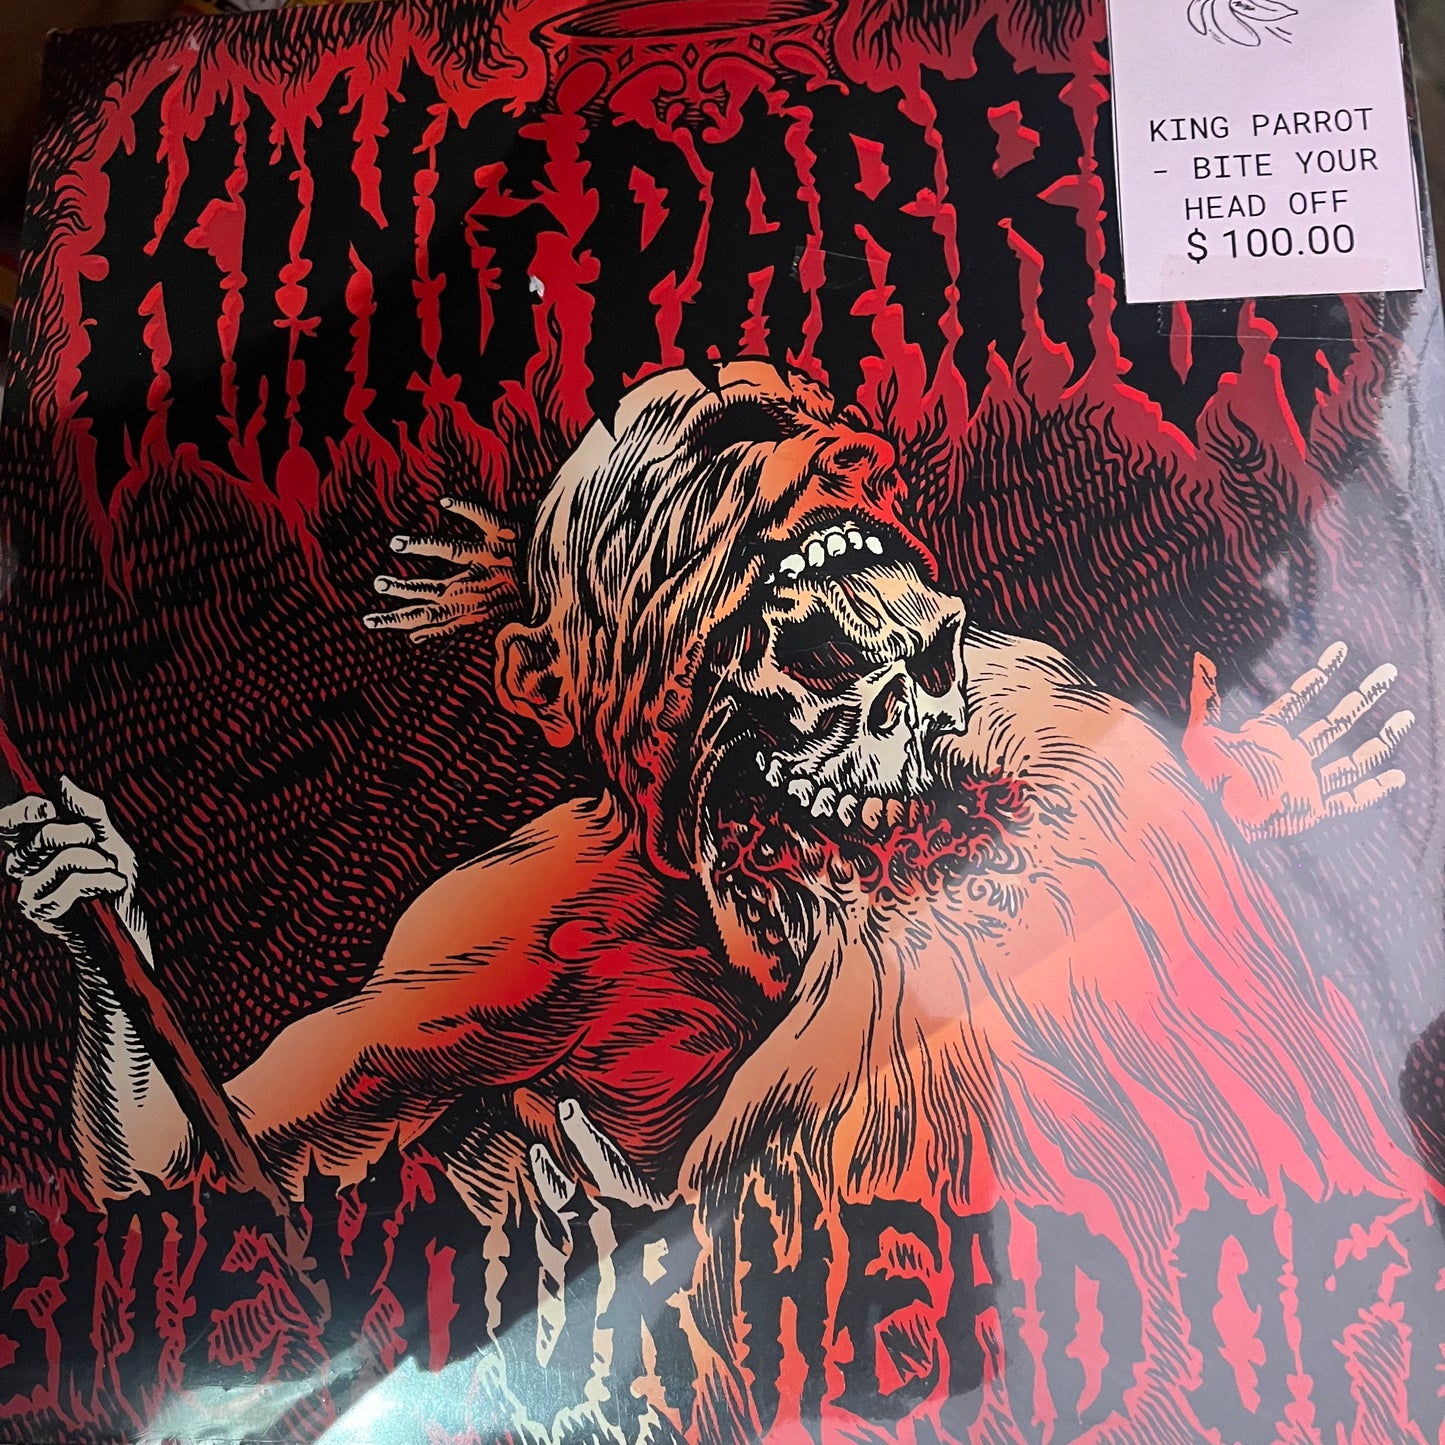 KING PARROT
KING PARROT
- BITE YOUR
HEAD OFF
$ 100.00
BITE YOUR HEAD OFF